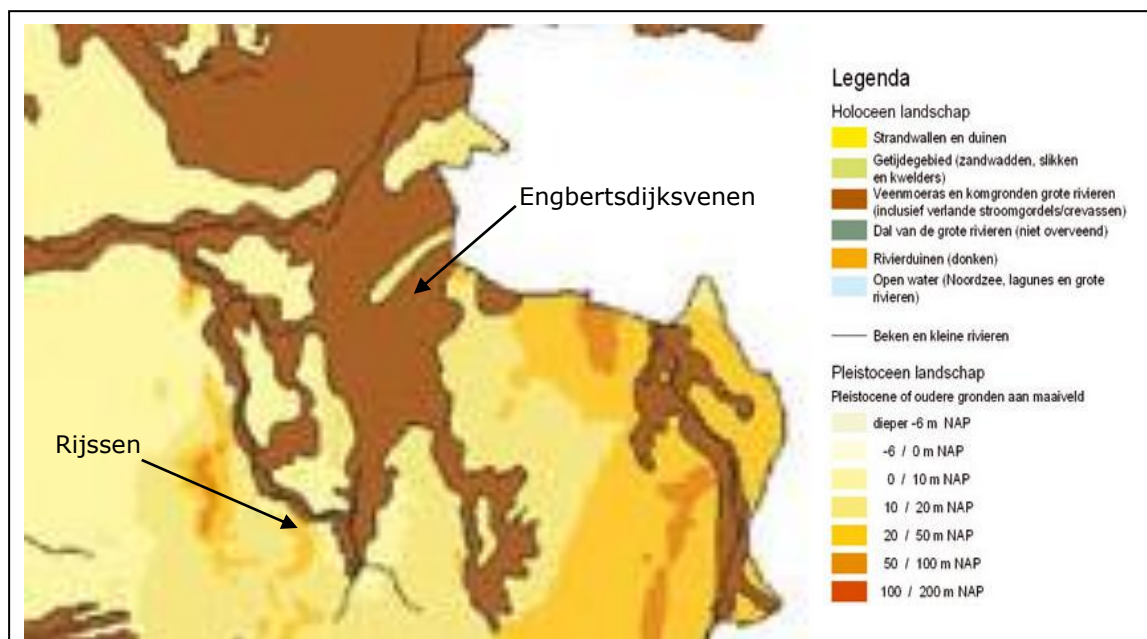 Engbertsdijksvenen
Rijssen
Legenda
Holoceen landschap
Strandwallen en duinen
Getijdegebied (zandwadden, slikken
en kwelders)
Veenmoeras en komgronden grote rivieren
(inclusief verlande stroomgordels/crevassen)
Dal van de grote rivieren (niet overveend)
Rivierduinen (donken)
Open water (Noordzee, lagunes en grote
rivieren)
Beken en kleine rivieren
Pleistoceen landschap
Pleistocene of oudere gronden aan maaiveld
dieper -6 m NAP
-6 / 0 m NAP
0 / 10 m NAP
10 / 20 m NAP
20 / 50 m NAP
50 / 100 m NAP
100 / 200 m NAP